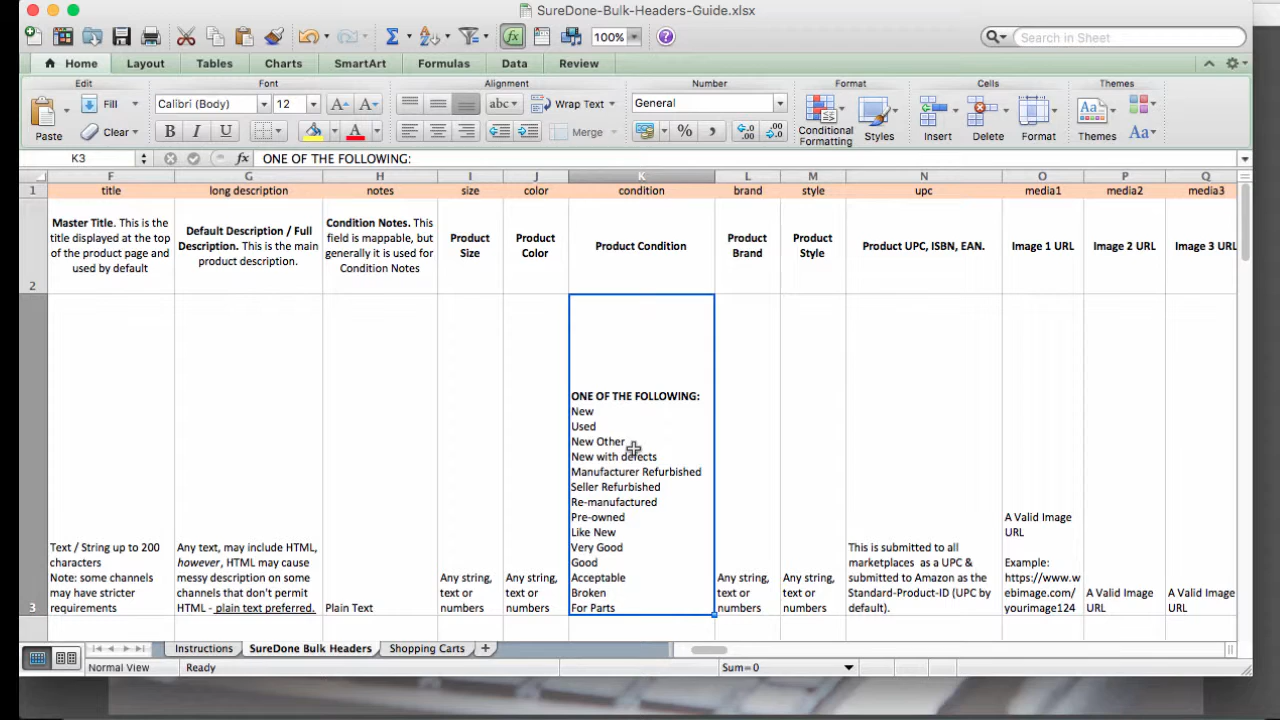 SureDone-Bulk-Headers-Guide.xlsx
100%
Search in Sheet
Home
Layout
Tables
Charts
SmartArt
Formulas
Data
Review
Edit
Font
Alignment
Number
Format
Cells
Themes
Paste
Fill
Clear
Calibri (Body)
12
A
A
abc
Wrap Text
General
B
I
U
A
Merge
%
Conditional
Formatting
Styles
Insert
Delete
Format
Themes
Aa
Aa
K3
fx
ONE OF THE FOLLOWING:
F
G
H
I
J
K
L
M
N
O
P
Q
1
title
long description
notes
size
color
condition
brand
style
upc
media1
media2
media3
2
Master Title. This is the
title displayed at the top
of the product page and
used by default
Default Description / Full
Description. This is the main
product description.
Condition Notes. This
field is mappable, but
generally it is used for
Condition Notes
Product
Size
Product
Color
Product Condition
Product
Brand
Product
Style
Product UPC, ISBN, EAN.
Image 1 URL
Image 2 URL
Image 3 URL
3
Text / String up to 200
characters
Note: some channels
may have stricter
requirements
Any text, may include HTML,
however, HTML may cause
messy description on some
channels that don't permit
HTML - plain text preferred.
Plain Text
Any string,
text or
numbers
Any string,
text or
numbers
ONE OF THE FOLLOWING:
New
Used
New Other
New with defects
Manufacturer Refurbished
Seller Refurbished
Re-manufactured
Pre-owned
Like New
Very Good
Good
Acceptable
Broken
For Parts
Any string,
text or
numbers
Any string,
text or
numbers
This is submitted to all
marketplaces as a UPC &
submitted to Amazon as the
Standard-Product-ID (UPC by
default).
A Valid Image
URL
Example:
https://www.w
ebimage.com/
yourimage124
A Valid Image
URL
A Valid Image
URL
Instructions
SureDone Bulk Headers
Shopping Carts
Normal View
Ready
Sum=0